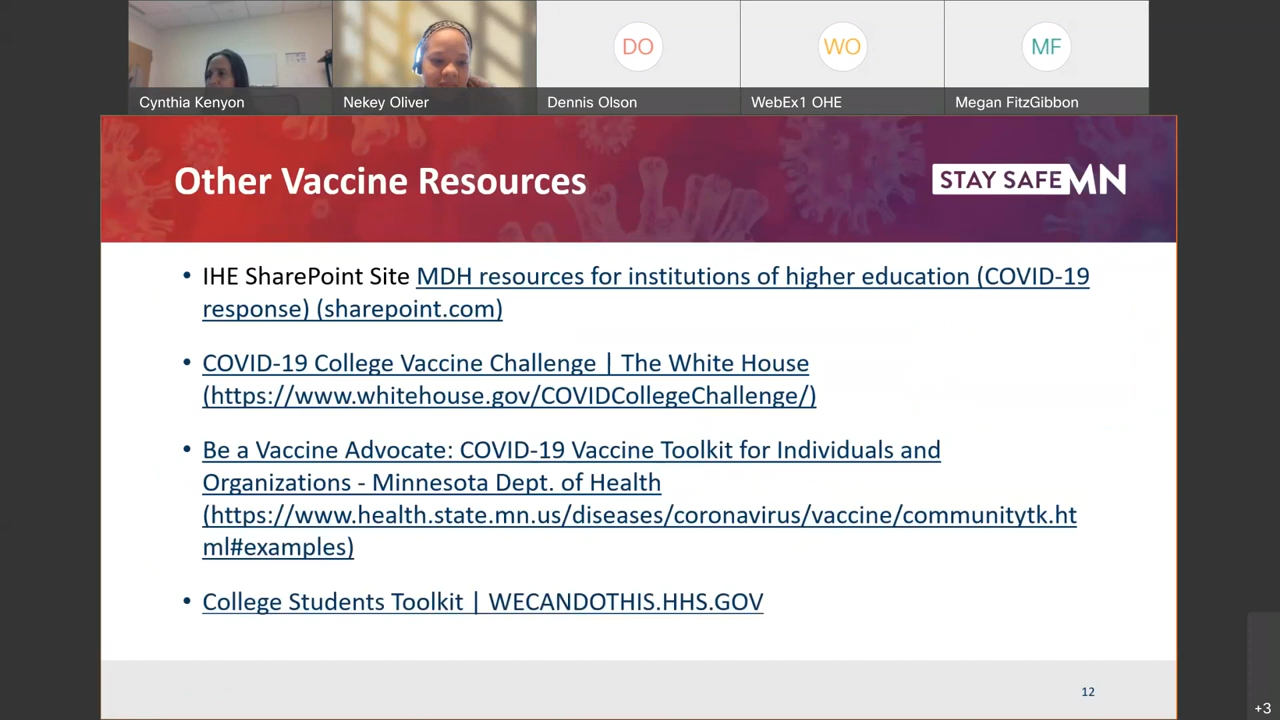 DO
WO
MF
Cynthia Kenyon
Nekey Oliver
Dennis Olson
WebEx1 OHE
Megan FitzGibbon
Other Vaccine Resources
STAY SAFE MN
• IHE SharePoint Site MDH resources for institutions of higher education (COVID-19
response) (sharepoint.com)
• COVID-19 College Vaccine Challenge | The White House
(https://www.whitehouse.gov/COVIDCollegeChallenge/)
• Be a Vaccine Advocate: COVID-19 Vaccine Toolkit for Individuals and
Organizations - Minnesota Dept. of Health
(https://www.health.state.mn.us/diseases/coronavirus/vaccine/communitytk.ht
ml#examples)
• College Students Toolkit | WECANDOTHIS.HHS.GOV
12
+3